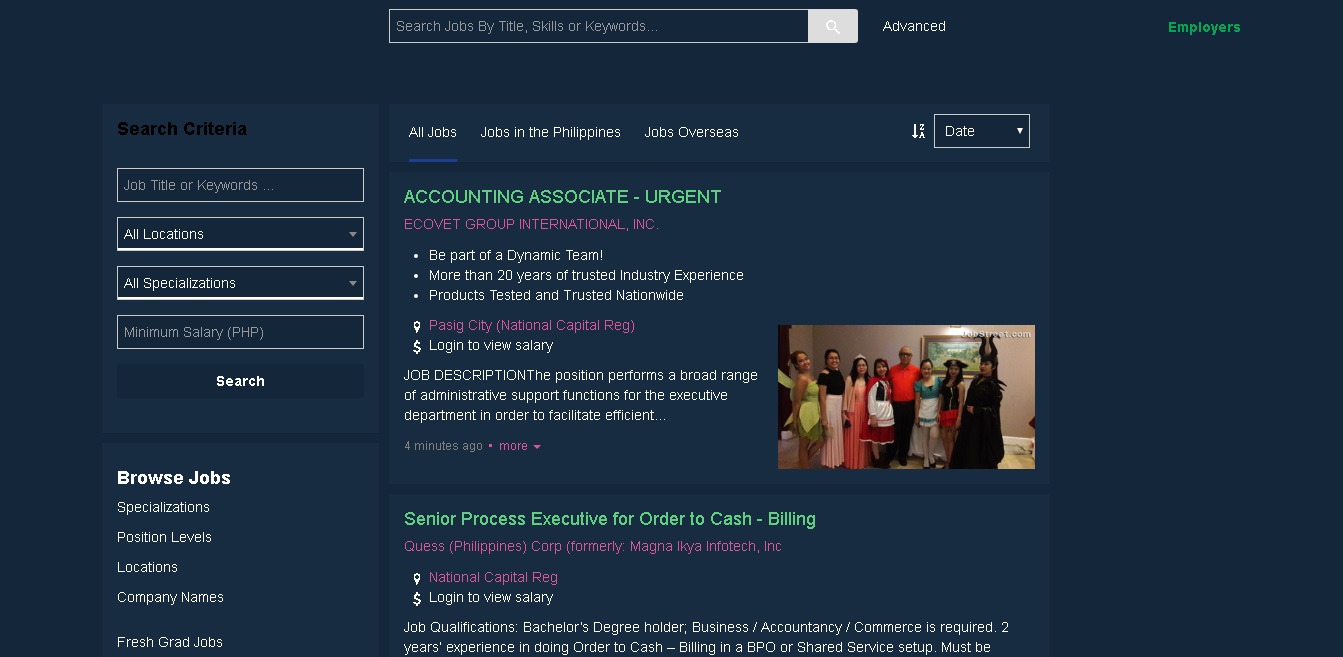 Search Jobs By Title, Skills or Keywords...
Advanced
Employers
Search Criteria
Job Title or Keywords ...
All Locations
All Specializations
Minimum Salary (PHP)
Search
Browse Jobs
Specializations
Position Levels
Locations
Company Names
Fresh Grad Jobs
All Jobs Jobs in the Philippines Jobs Overseas
Date
ACCOUNTING ASSOCIATE - URGENT
ECOVET GROUP INTERNATIONAL, INC.
• Be part of a Dynamic Team!
• More than 20 years of trusted Industry Experience
• Products Tested and Trusted Nationwide
Pasig City (National Capital Reg)
$ Login to view salary
JOB DESCRIPTIONThe position performs a broad range
of administrative support functions for the executive
department in order to facilitate efficient...
4 minutes ago • more
JobStreet.com
Senior Process Executive for Order to Cash - Billing
Quess (Philippines) Corp (formerly: Magna Ikya Infotech, Inc
National Capital Reg
$ Login to view salary
Job Qualifications: Bachelor's Degree holder; Business / Accountancy / Commerce is required. 2
years' experience in doing Order to Cash – Billing in a BPO or Shared Service setup. Must be